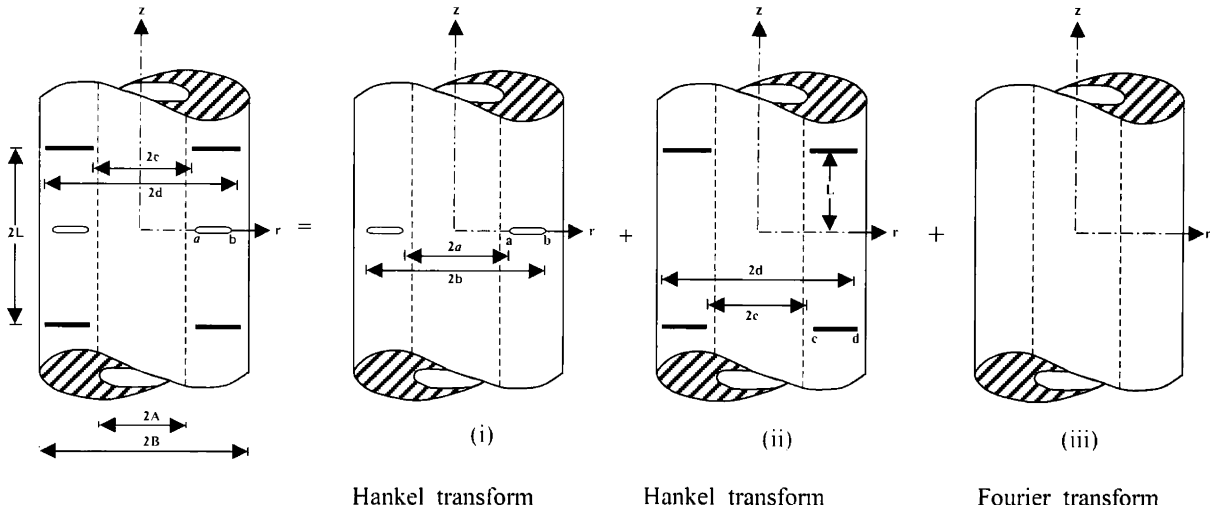 z
z
z
z
2c
2d
2L
a
b
r
=
a
b
r
2a
2b
+
L
2d
2c
c
d
r
+
r
2A
2B
(i)
(ii)
(iii)
Hankel transform
Hankel transform
Fourier transform